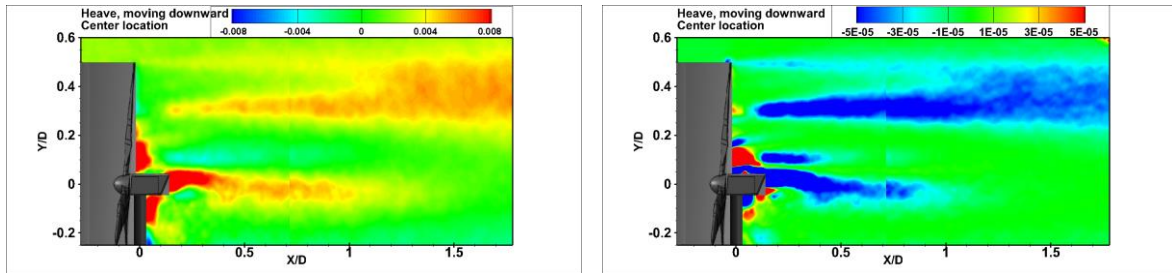 Heave, moving downward
Center location
-0.008 -0.004 0 0.004 0.008
0.6
0.4
0.2
0
-0.2
Y/D
0 0.5 1 1.5
X/D
Heave, moving downward
Center location
-5E-05 -3E-05 -1E-05 1E-05 3E-05 5E-05
0.6
0.4
0.2
0
-0.2
Y/D
0 0.5 1 1.5
X/D